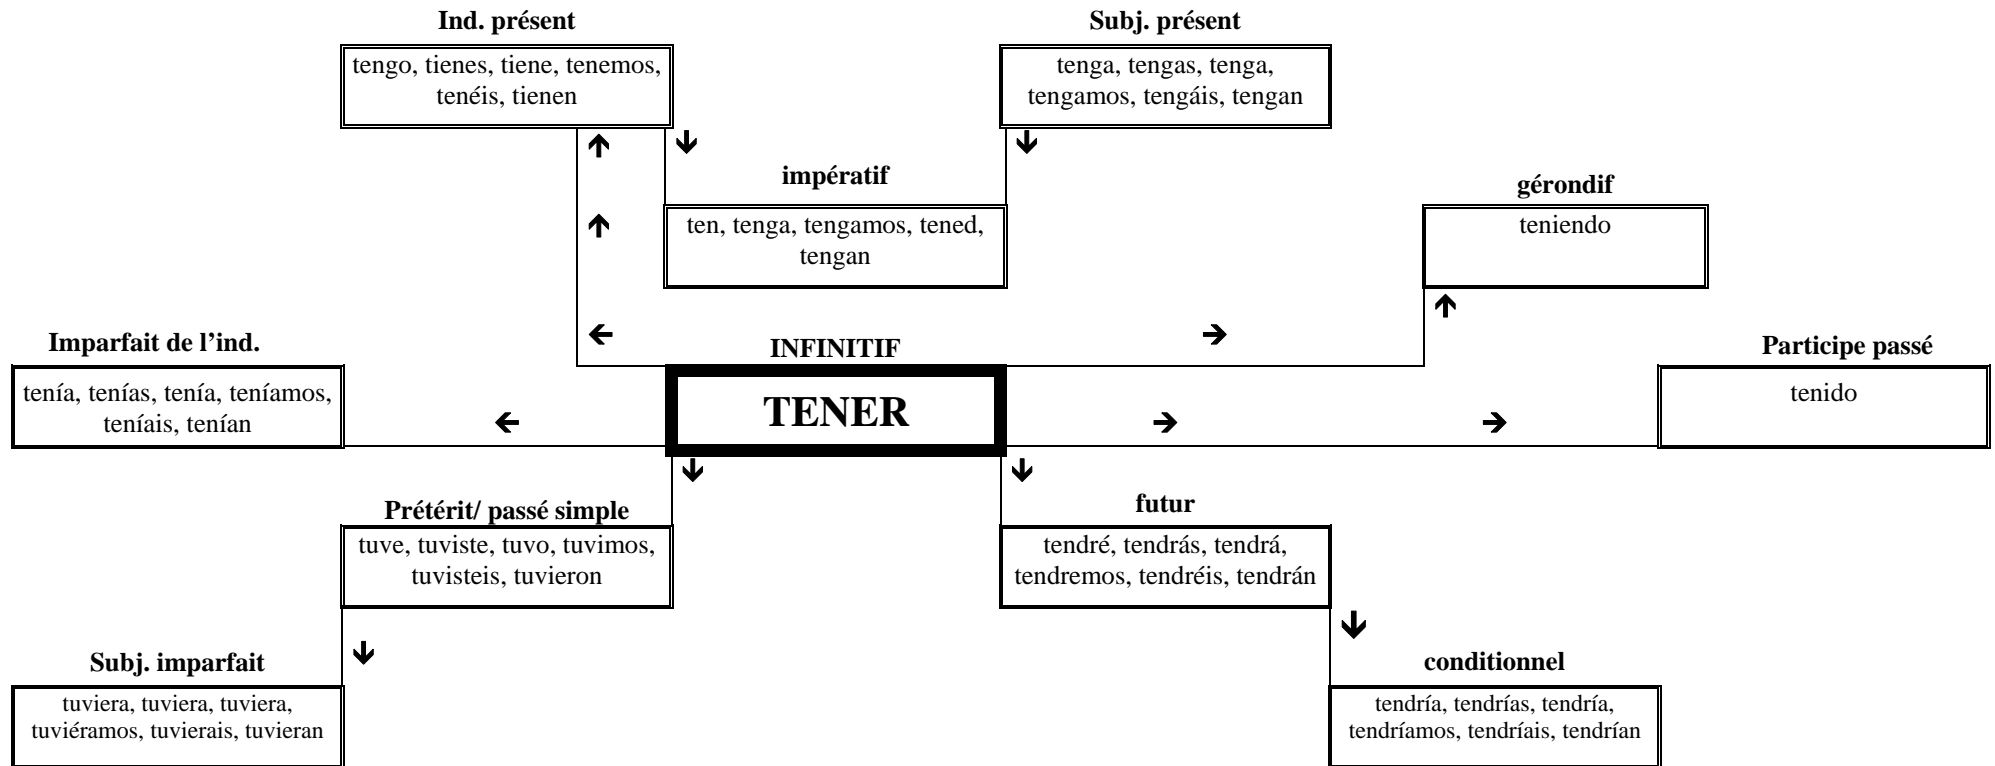 Ind. présent
Subj. présent
tengo, tienes, tiene, tenemos,
tenéis, tienen
tenga, tengas, tenga,
tengamos, tengáis, tengan
impératif
gérondif
ten, tenga, tengamos, tened,
tengan
teniendo
Imparfait de l’ind.
INFINITIF
Participe passé
tenía, tenías, tenía, teníamos,
teníais, tenían
TENER
tenido
Prétérit/ passé simple
futur
tuve, tuviste, tuvo, tuvimos,
tuvisteis, tuvieron
tendré, tendrás, tendrá,
tendremos, tendréis, tendrán
Subj. imparfait
conditionnel
tuviera, tuviera, tuviera,
tuviéramos, tuvierais, tuvieran
tendría, tendrías, tendría,
tendríamos, tendríais, tendrían